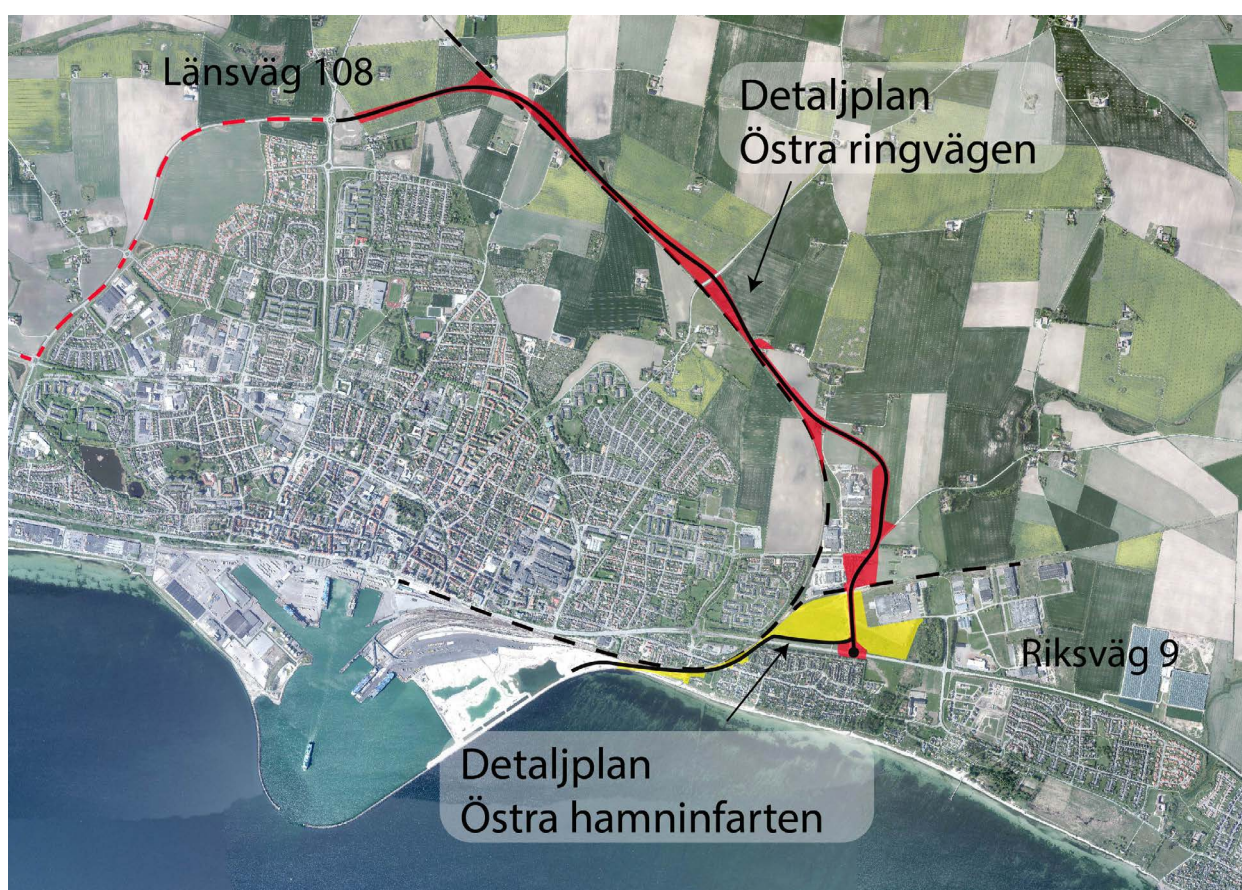 Länsväg 108
Detaljplan
Östra ringvägen
Riksväg 9
Detaljplan
Östra hamninfarten